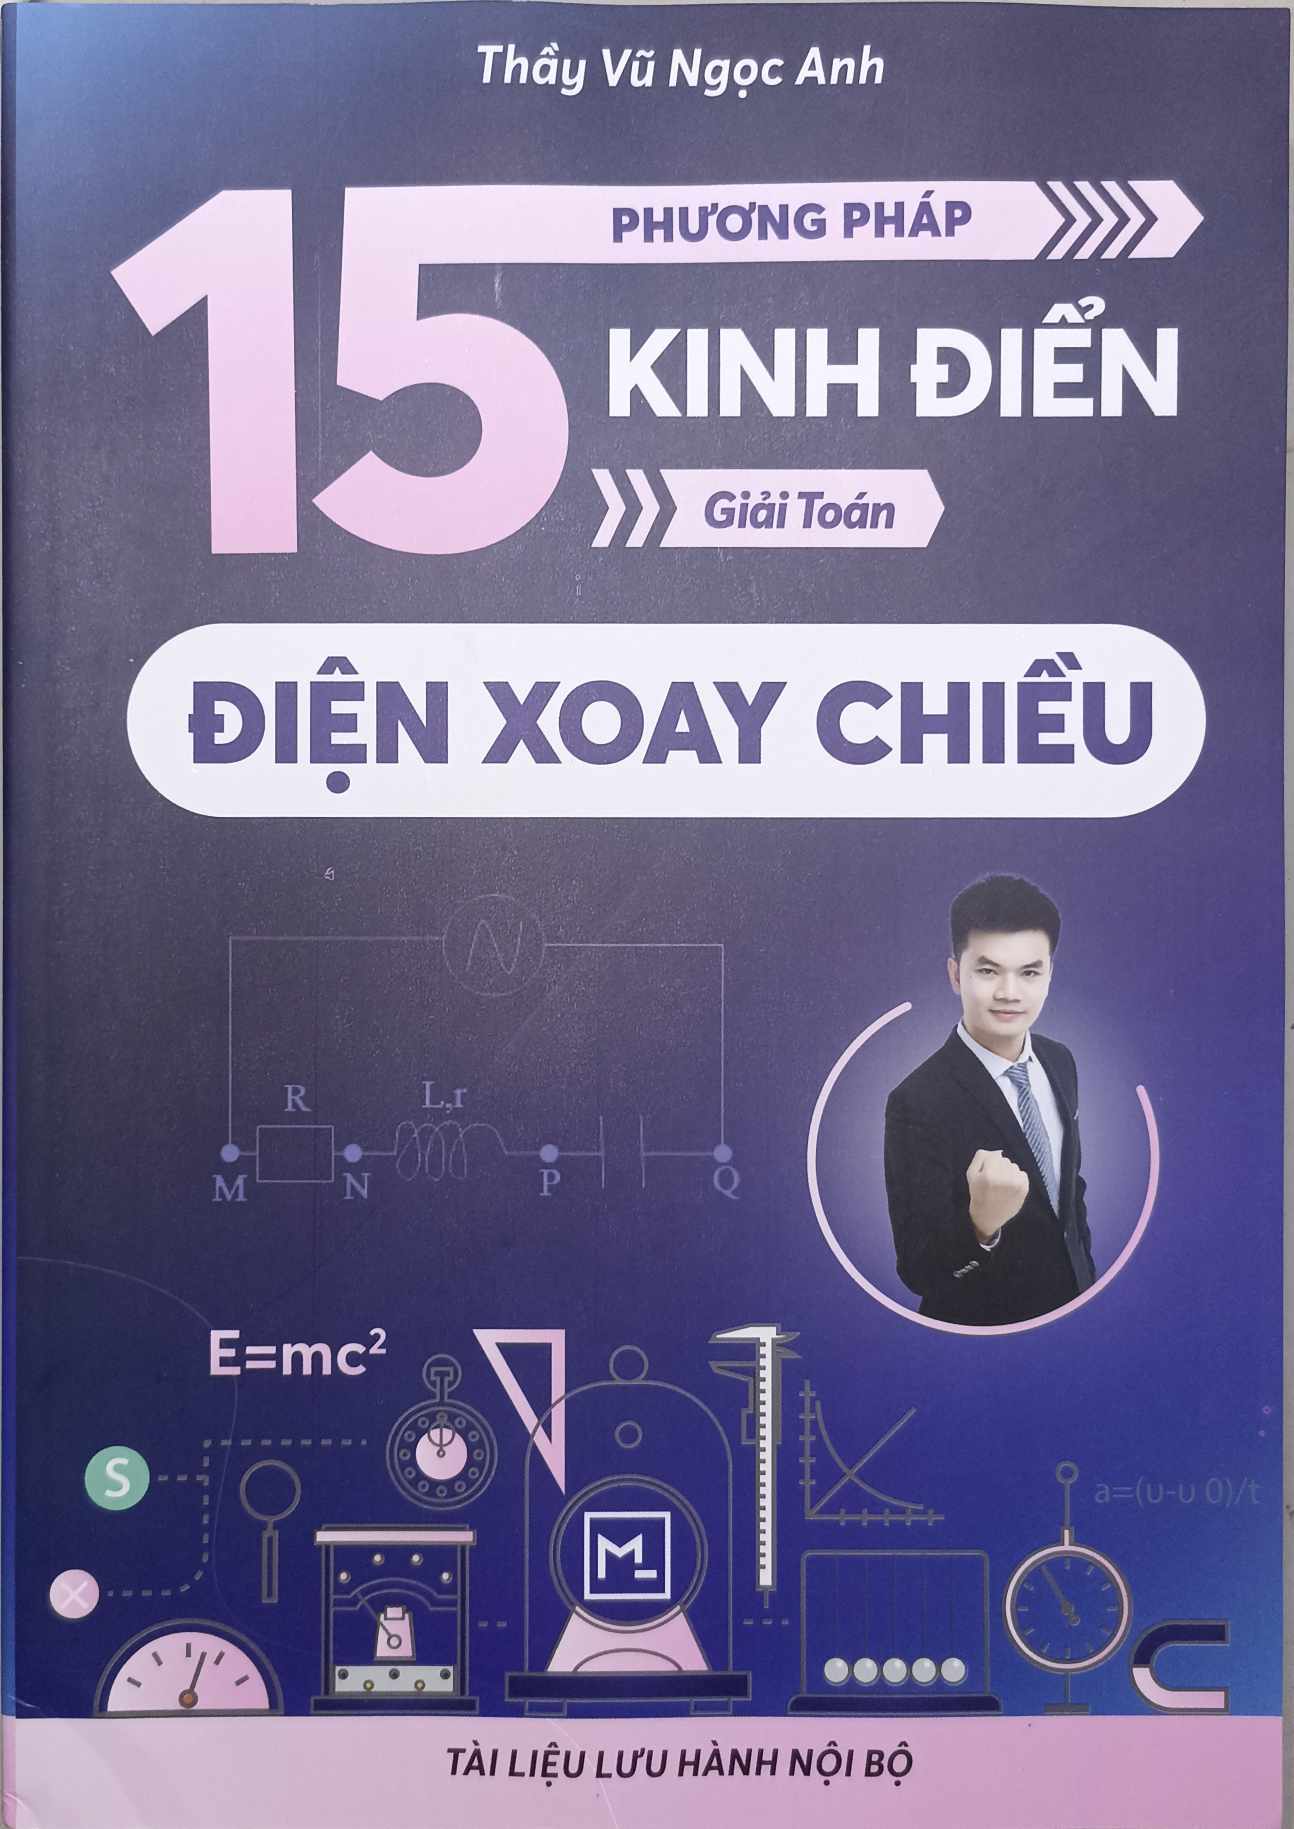 Thầy Vũ Ngọc Anh
15
PHƯƠNG PHÁP
KINH ĐIỂN
Giải Toán
ĐIỆN XOAY CHIỀU
R
L,r
M
N
P
Q
E=mc²
S
M_
a=(υ-υ 0)/t
TÀI LIỆU LƯU HÀNH NỘI BỘ